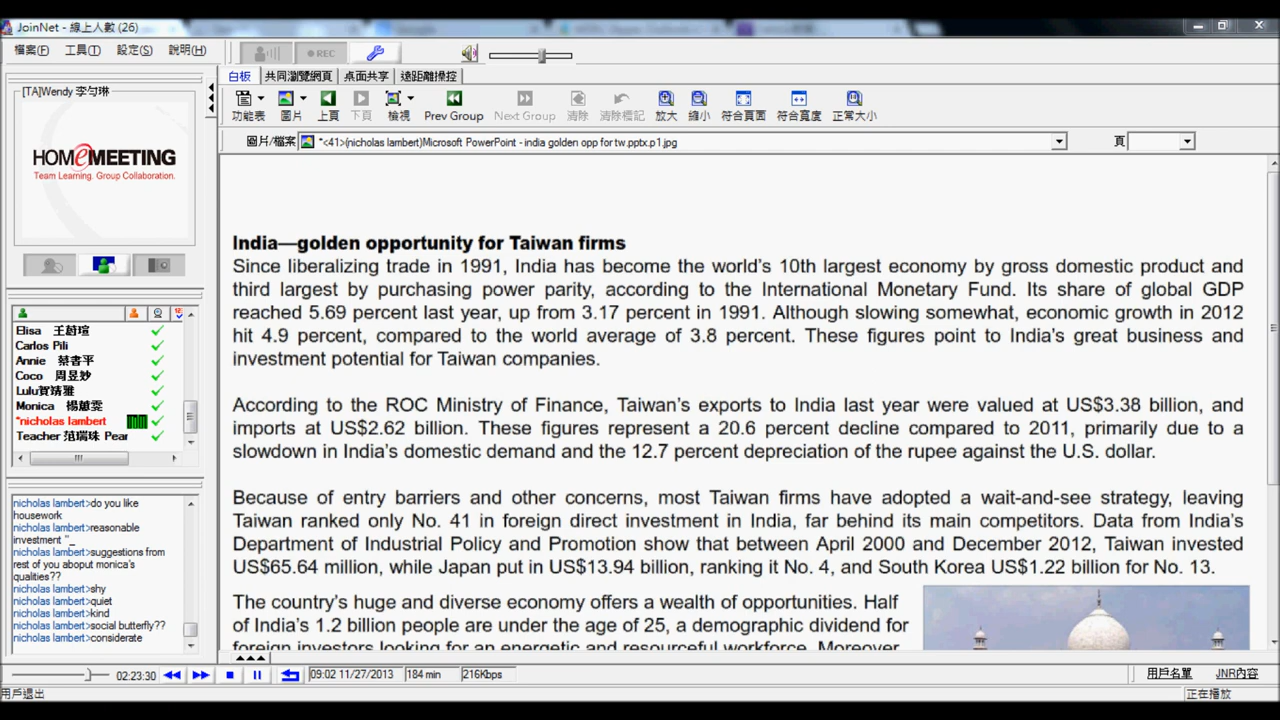 JoinNet - 線上人數 (26)
檔案(F) 工具(T) 設定(S) 說明(H)
REC
白板 共同瀏覽網頁 桌面共享 遠距離操控
功能表 圖片 上頁 下頁 檢視 Prev Group Next Group 清除 清除標記 放大 縮小 符合頁面 符合寬度 正常大小
圖片/檔案 *<41>(nicholas lambert)Microsoft PowerPoint - india golden opp for tw.pptx.p1.jpg 頁
[TA]Wendy 李勻琳
HOMEMEETING
Team Learning. Group Collaboration.
Elisa 王蒔瑄
Carlos Pili
Annie 蔡書平
Coco 周昱妙
Lulu賀靖雅
Monica 楊蕙雯
*nicholas lambert
Teacher 范瑞珠 Pear
nicholas lambert>do you like
housework
nicholas lambert>reasonable
investment "_
nicholas lambert>suggestions from
rest of you aboput monica's
qualities??
nicholas lambert>shy
nicholas lambert>quiet
nicholas lambert>kind
nicholas lambert>social butterfly??
nicholas lambert>considerate
India—golden opportunity for Taiwan firms
Since liberalizing trade in 1991, India has become the world's 10th largest economy by gross domestic product and
third largest by purchasing power parity, according to the International Monetary Fund. Its share of global GDP
reached 5.69 percent last year, up from 3.17 percent in 1991. Although slowing somewhat, economic growth in 2012
hit 4.9 percent, compared to the world average of 3.8 percent. These figures point to India's great business and
investment potential for Taiwan companies.
According to the ROC Ministry of Finance, Taiwan's exports to India last year were valued at US$3.38 billion, and
imports at US$2.62 billion. These figures represent a 20.6 percent decline compared to 2011, primarily due to a
slowdown in India's domestic demand and the 12.7 percent depreciation of the rupee against the U.S. dollar.
Because of entry barriers and other concerns, most Taiwan firms have adopted a wait-and-see strategy, leaving
Taiwan ranked only No. 41 in foreign direct investment in India, far behind its main competitors. Data from India's
Department of Industrial Policy and Promotion show that between April 2000 and December 2012, Taiwan invested
US$65.64 million, while Japan put in US$13.94 billion, ranking it No. 4, and South Korea US$1.22 billion for No. 13.
The country's huge and diverse economy offers a wealth of opportunities. Half
of India's 1.2 billion people are under the age of 25, a demographic dividend for
foreign investors looking for an energetic and resourceful workforce. Moreover
02:23:30 09:02 11/27/2013 184 min 216Kbps 用戶名單 JNR內容
用戶退出 正在播放